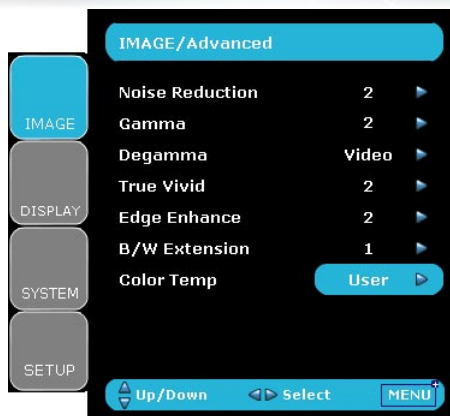 IMAGE/Advanced
IMAGE
DISPLAY
SYSTEM
SETUP
Noise Reduction 2
Gamma 2
Degamma Video
True Vivid 2
Edge Enhance 2
B/W Extension 1
Color Temp User
Up/Down Select MENU